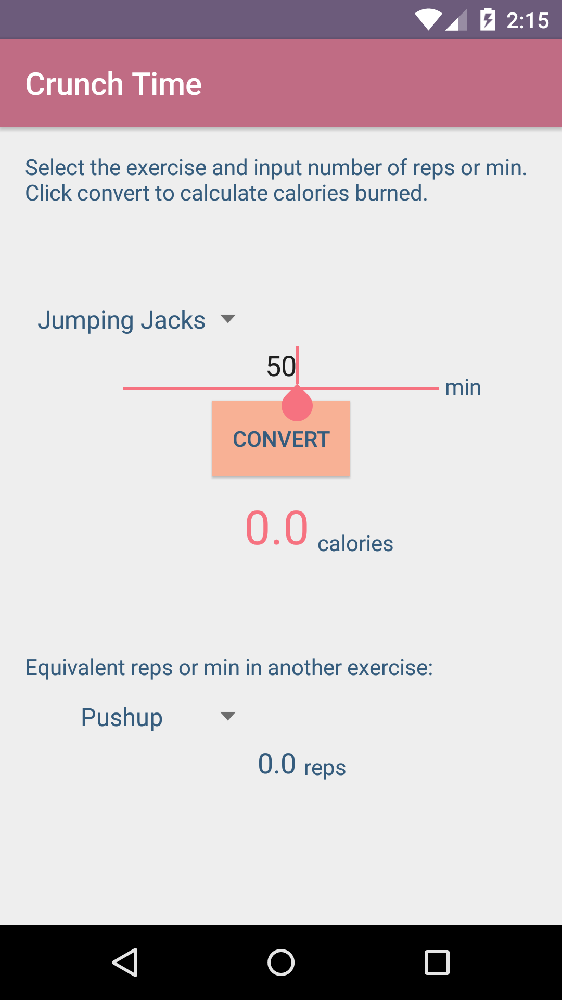 2:15
Crunch Time
Select the exercise and input number of reps or min.
Click convert to calculate calories burned.
Jumping Jacks
50
min
CONVERT
0.0 calories
Equivalent reps or min in another exercise:
Pushup
0.0 reps